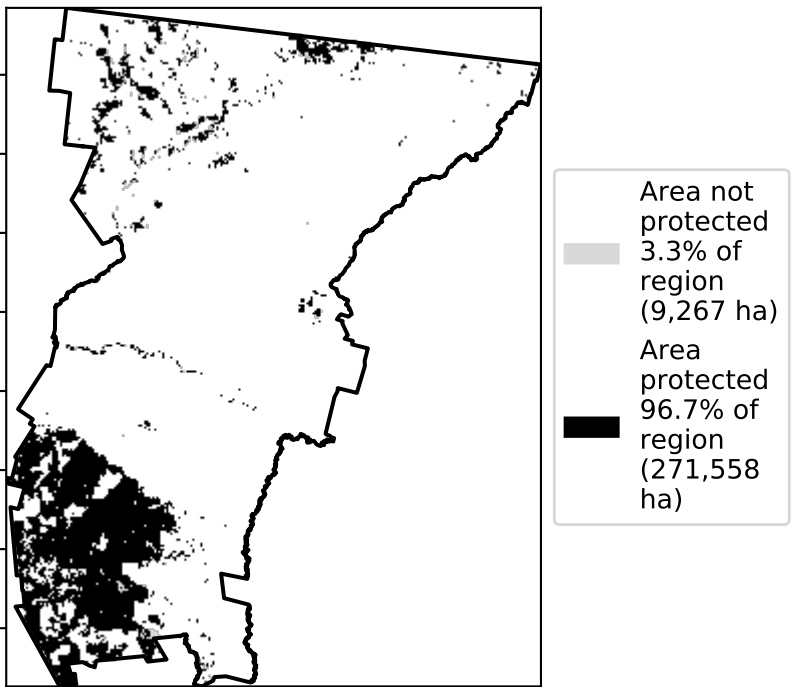 Area not
protected
3.3% of
region
(9,267 ha)
Area
protected
96.7% of
region
(271,558
ha)